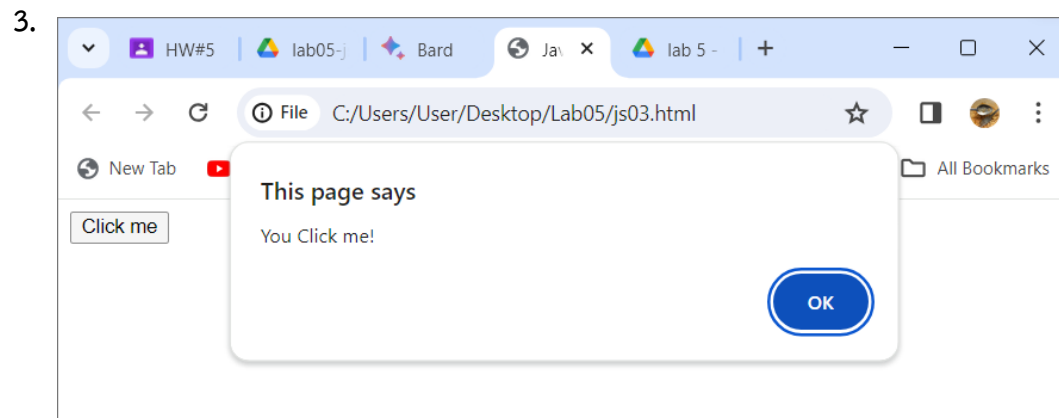 3.
HW#5
lab05-j
Bard
Jav
lab 5 -
File C:/Users/User/Desktop/Lab05/js03.html
New Tab
All Bookmarks
This page says
Click me
You Click me!
OK